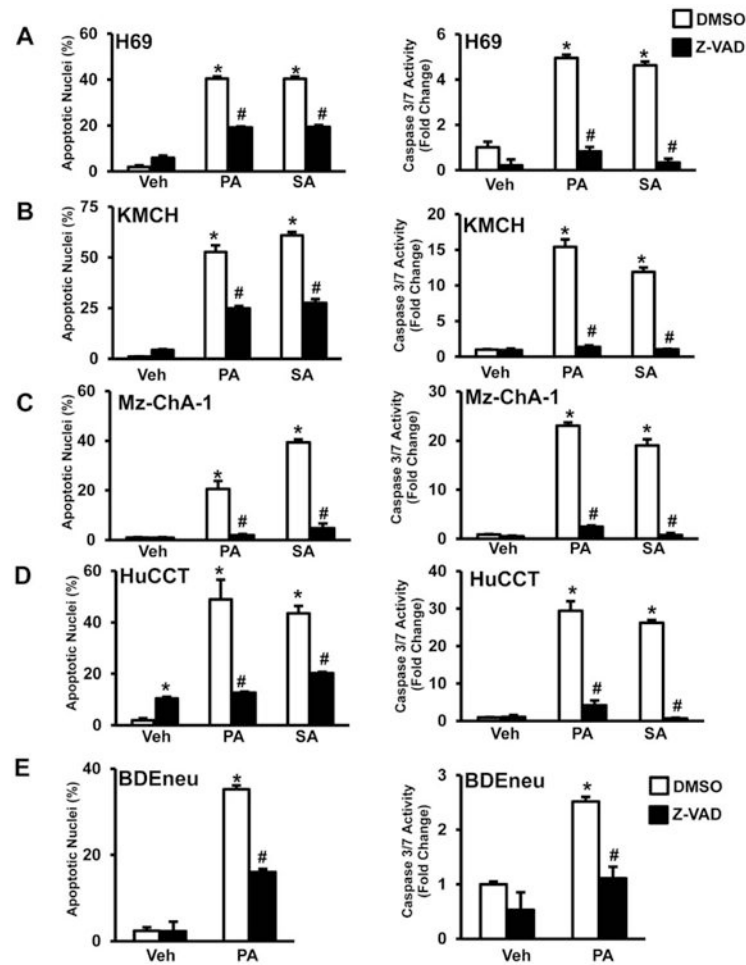 DMSO
Z-VAD
A
H69
Apoptotic Nuclei (%)
60
40
20
0
* # * #
Veh PA SA
H69
Caspase 3/7 Activity
(Fold Change)
6
4
2
0
* # * #
Veh PA SA
B
KMCH
Apoptotic Nuclei (%)
75
50
25
0
* # * #
Veh PA SA
KMCH
Caspase 3/7 Activity
(Fold Change)
20
15
10
5
0
* # * #
Veh PA SA
C
Mz-ChA-1
Apoptotic Nuclei (%)
60
40
20
0
* # * #
Veh PA SA
Mz-ChA-1
Caspase 3/7 Activity
(Fold Change)
30
20
10
0
* # * #
Veh PA SA
D
HuCCT
Apoptotic Nuclei (%)
60
40
20
0
* * # * #
Veh PA SA
HuCCT
Caspase 3/7 Activity
(Fold Change)
40
30
20
10
0
* # * #
Veh PA SA
E
BDEneu
Apoptotic Nuclei (%)
40
20
0
* #
Veh PA
BDEneu
Caspase 3/7 Activity
(Fold Change)
3
2
1
0
* #
Veh PA
DMSO
Z-VAD